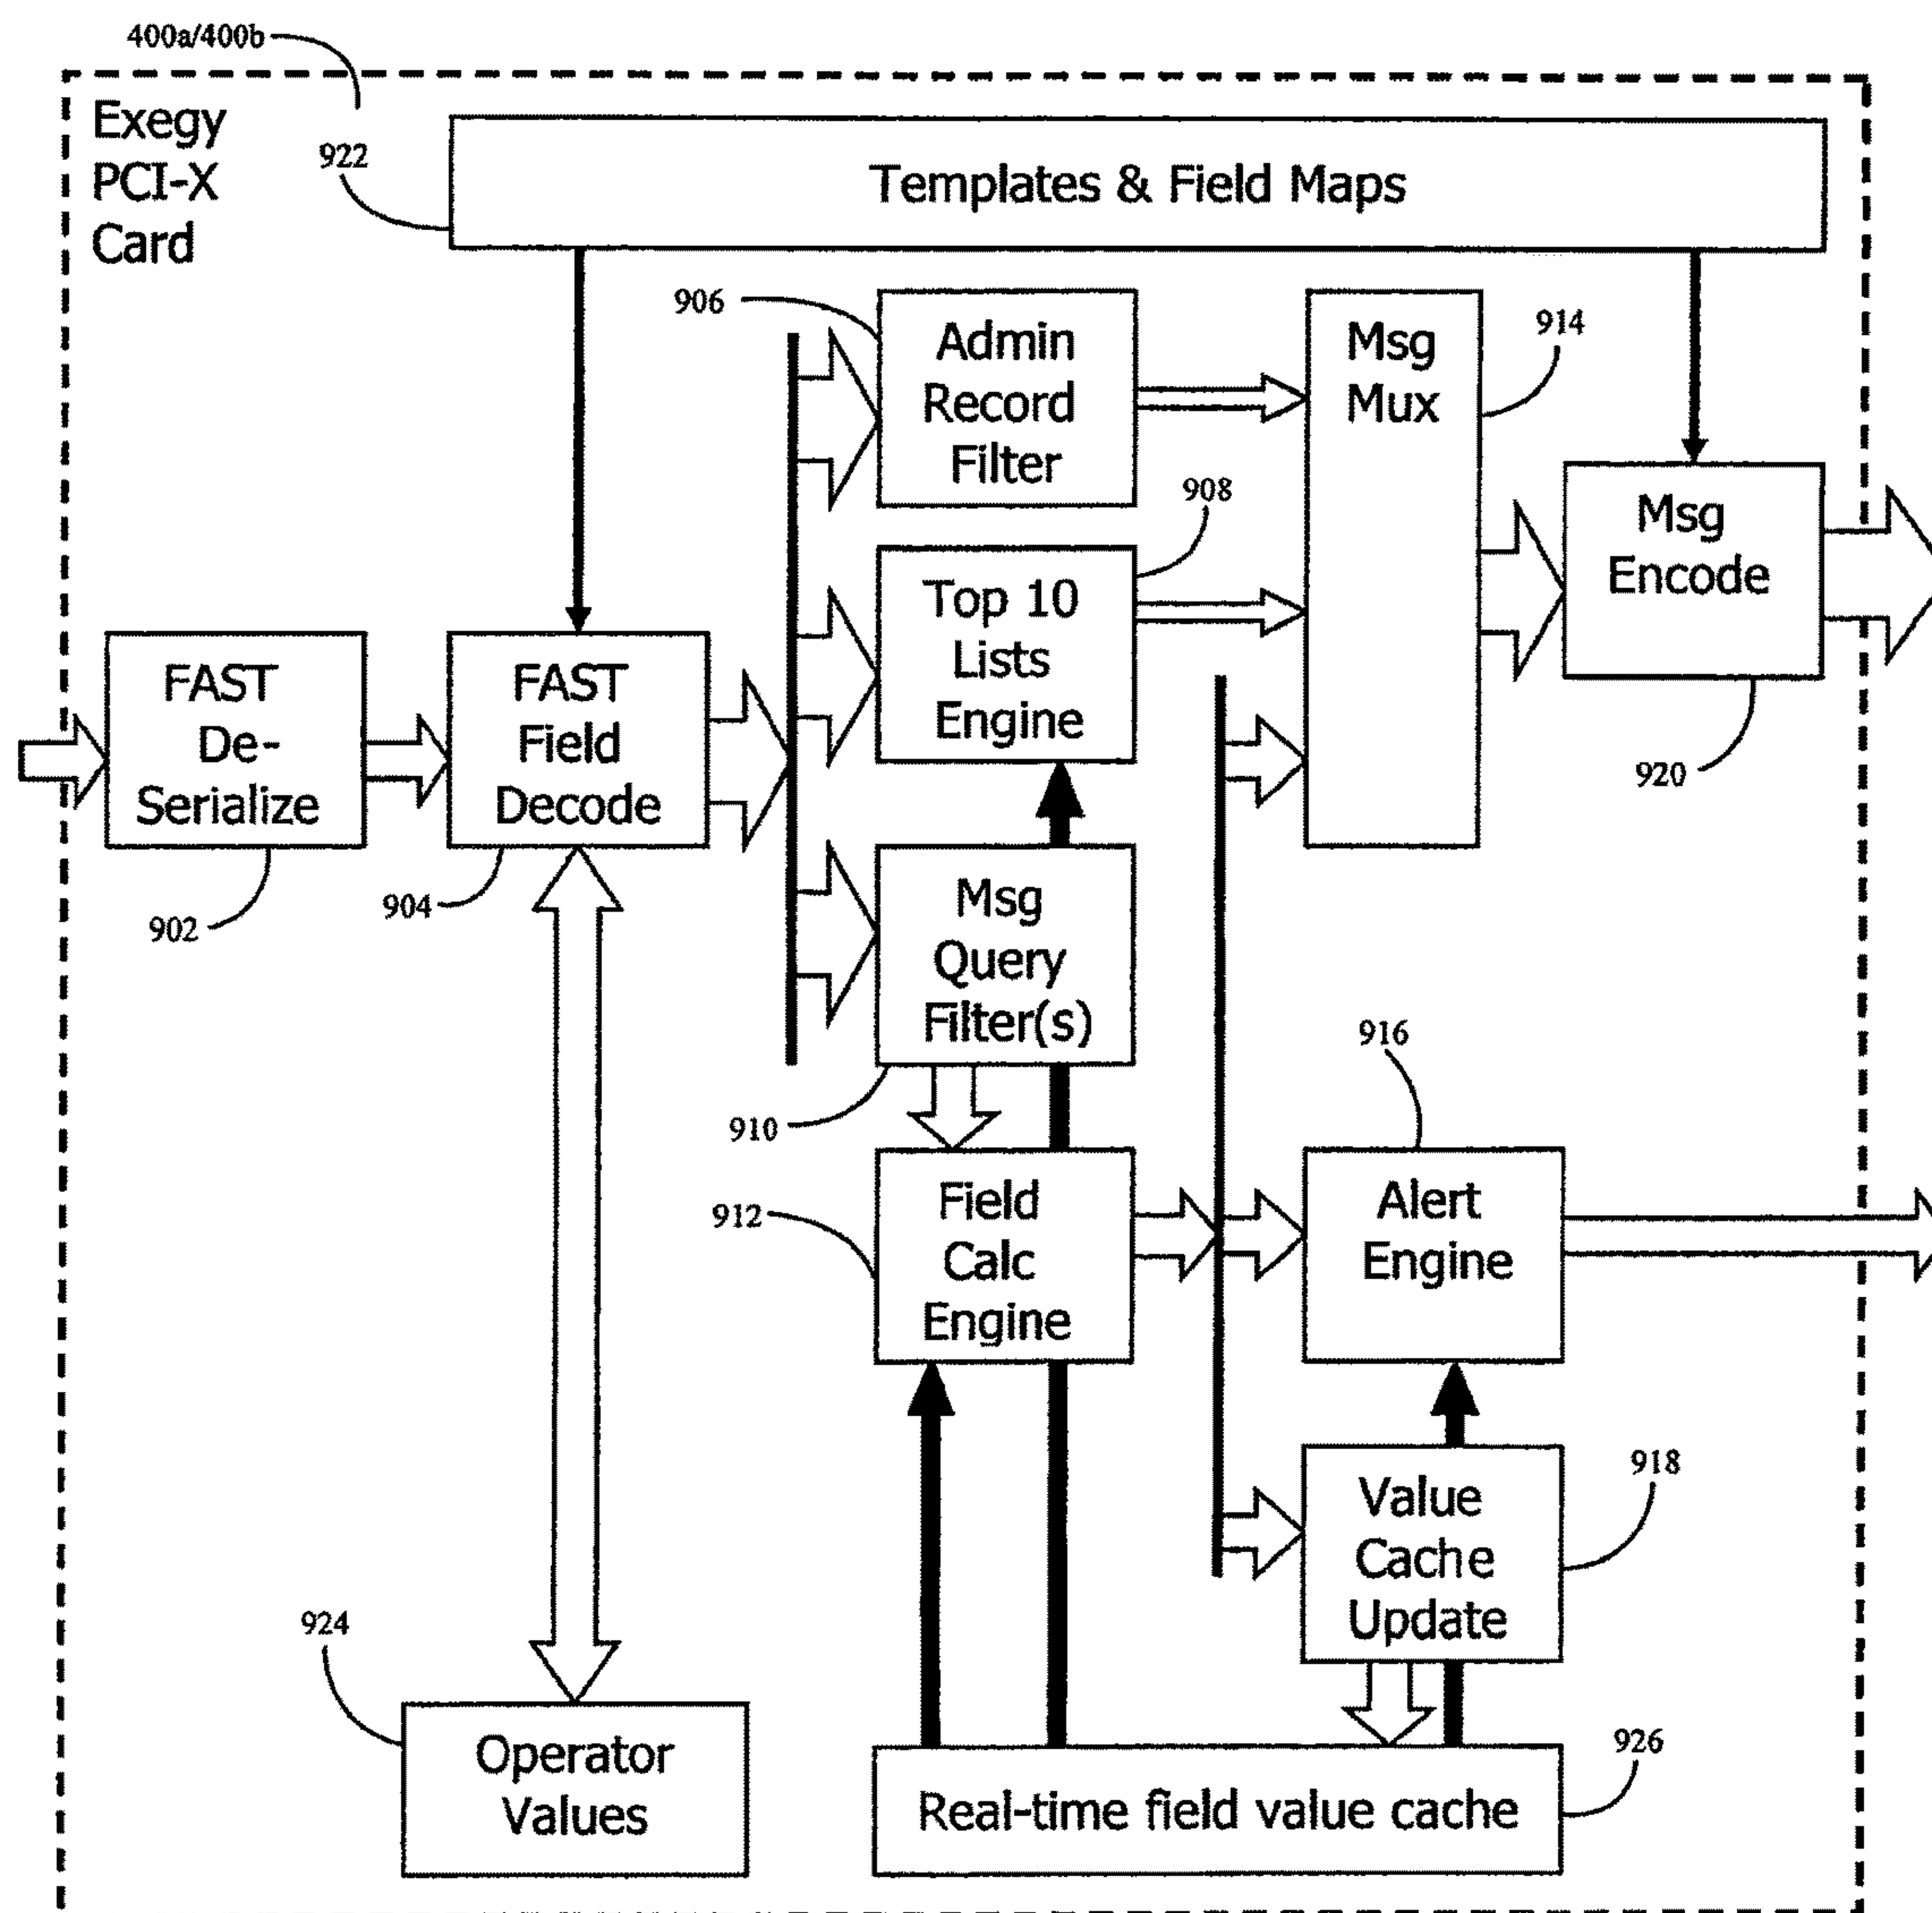 400a/400b
Exegy
PCI-X
Card
922
Templates & Field Maps
906
Admin
Record
Filter
Msg
Mux
914
908
Top 10
Lists
Engine
Msg
Encode
920
FAST
De-
Serialize
902
FAST
Field
Decode
904
Msg
Query
Filter(s)
910
916
912
Field
Calc
Engine
Alert
Engine
918
Value
Cache
Update
924
Operator
Values
Real-time field value cache
926